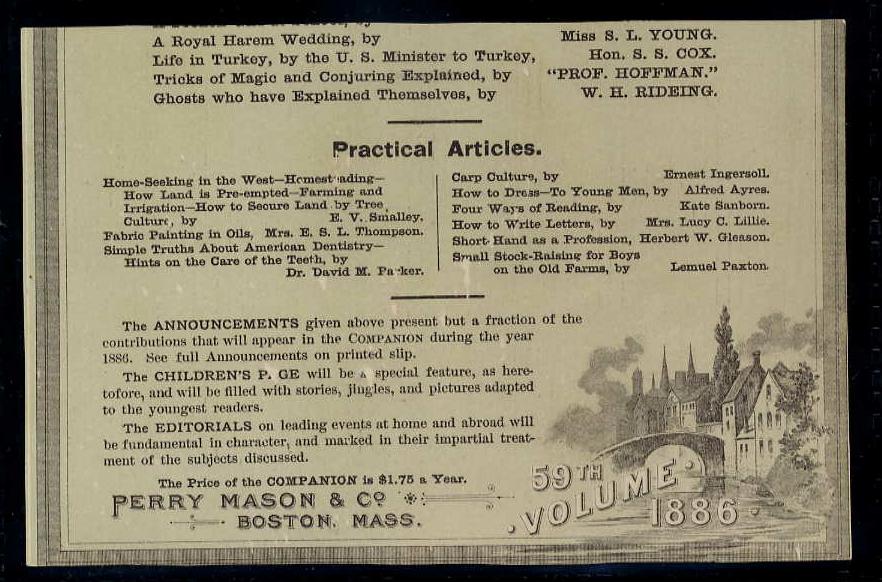 A Royal Harem Wedding, by Miss S. L. YOUNG.
Life in Turkey, by the U. S. Minister to Turkey, Hon. S. S. COX.
Tricks of Magic and Conjuring Explained, by "PROF. HOFFMAN."
Ghosts who have Explained Themselves, by W. H. RIDEING.
Practical Articles.
Home-Seeking in the West—Homest ading—
How Land is Pre-empted—Farming and
Irrigation—How to Secure Land by Tree
Culture, by E. V. Smalley.
Fabric Painting in Oils, Mrs. E. S. L. Thompson.
Simple Truths About American Dentistry—
Hints on the Care of the Teeth, by
Dr. David M. Parker.
Carp Culture, by Ernest Ingersoll.
How to Dress—To Young Men, by Alfred Ayres.
Four Ways of Reading, by Kate Sanborn.
How to Write Letters, by Mrs. Lucy C. Lillie.
Short-Hand as a Profession, Herbert W. Gleason.
Small Stock-Raising for Boys
on the Old Farms, by Lemuel Paxton.
The ANNOUNCEMENTS given above present but a fraction of the
contributions that will appear in the COMPANION during the year
1886. See full Announcements on printed slip.
The CHILDREN'S P GE will be a special feature, as here-
tofore, and will be filled with stories, jingles, and pictures adapted
to the youngest readers.
The EDITORIALS on leading events at home and abroad will
be fundamental in character, and marked in their impartial treat-
ment of the subjects discussed.
The Price of the COMPANION is $1.75 a Year.
PERRY MASON & CO
BOSTON, MASS.
59TH
VOLUME
1886